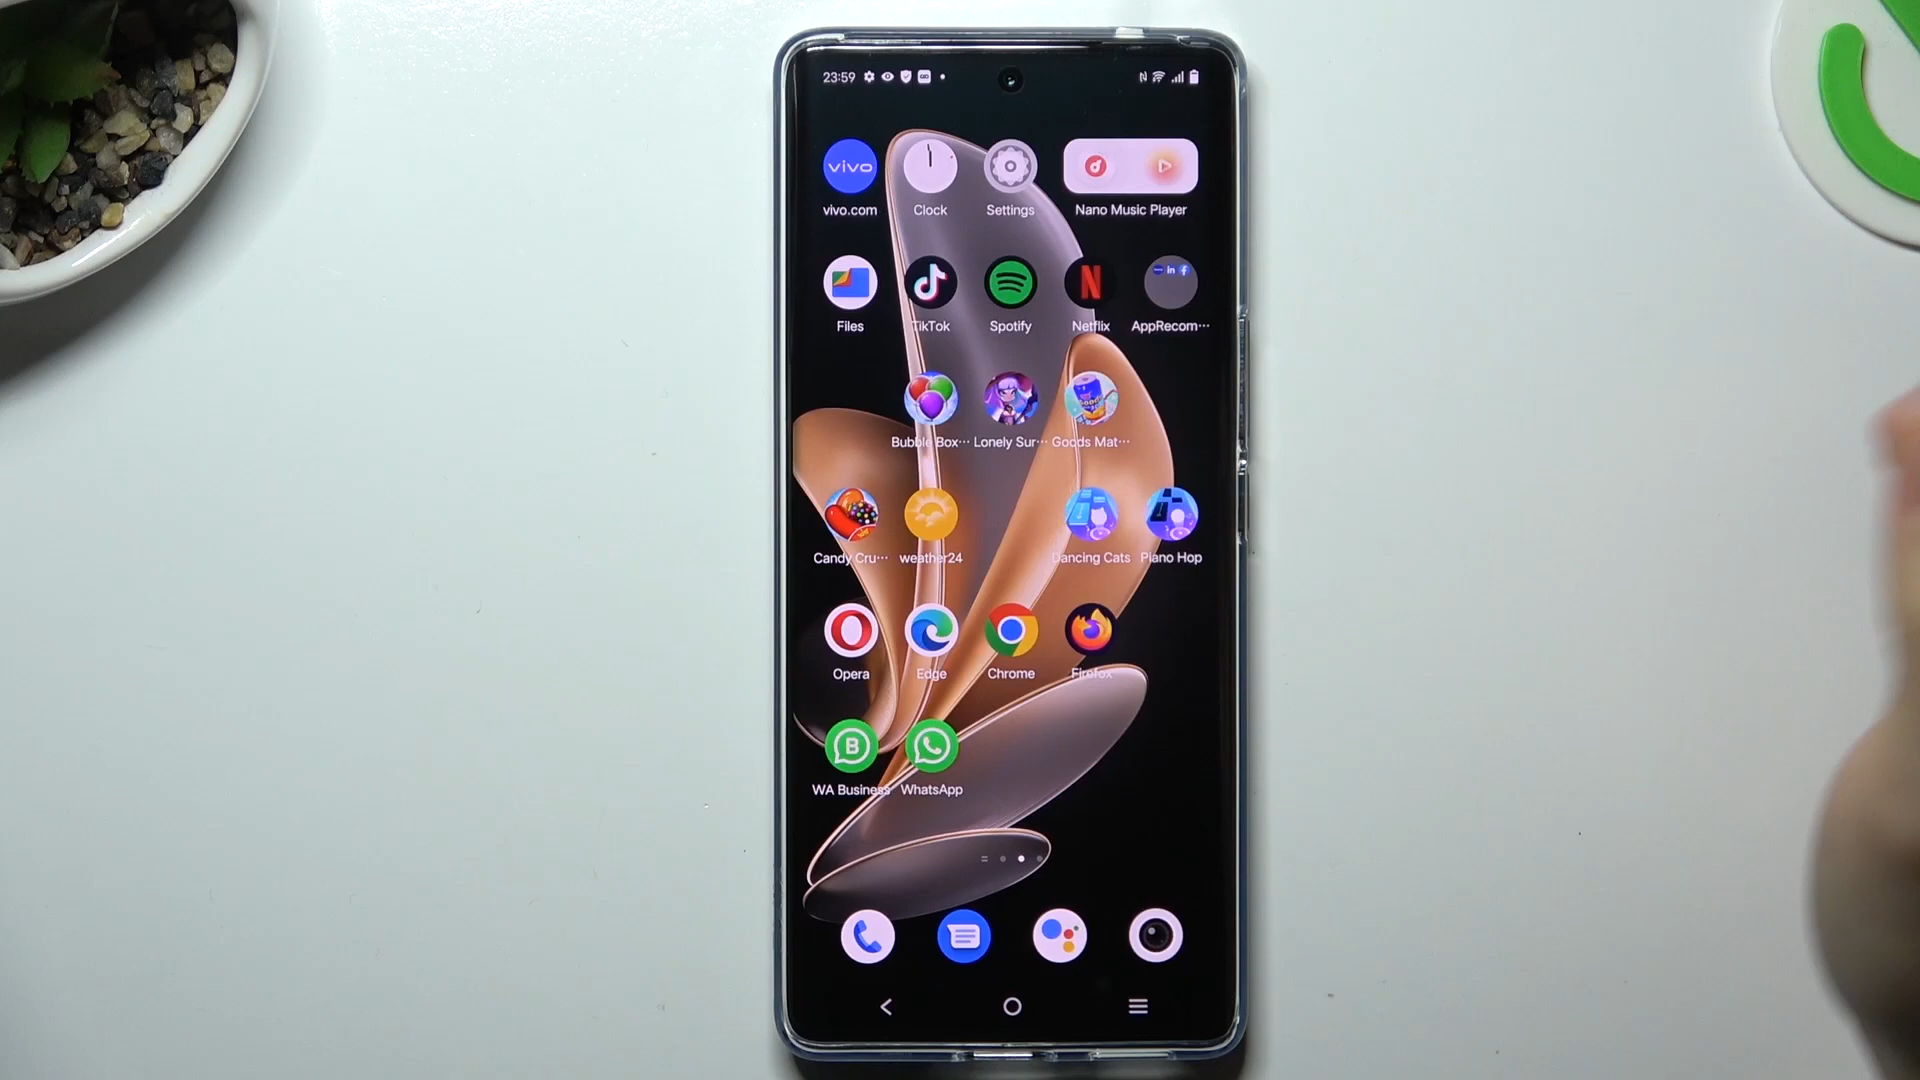 23:59
vivo
vivo.com Clock Settings Nano Music Player
in f
Files TikTok Spotify Netflix AppRecom···
Bubble Box··· Lonely Sur··· Goods Mat···
Candy Cru··· weather24 Dancing Cats Piano Hop
Opera Edge Chrome Firefox
B
WA Business WhatsApp